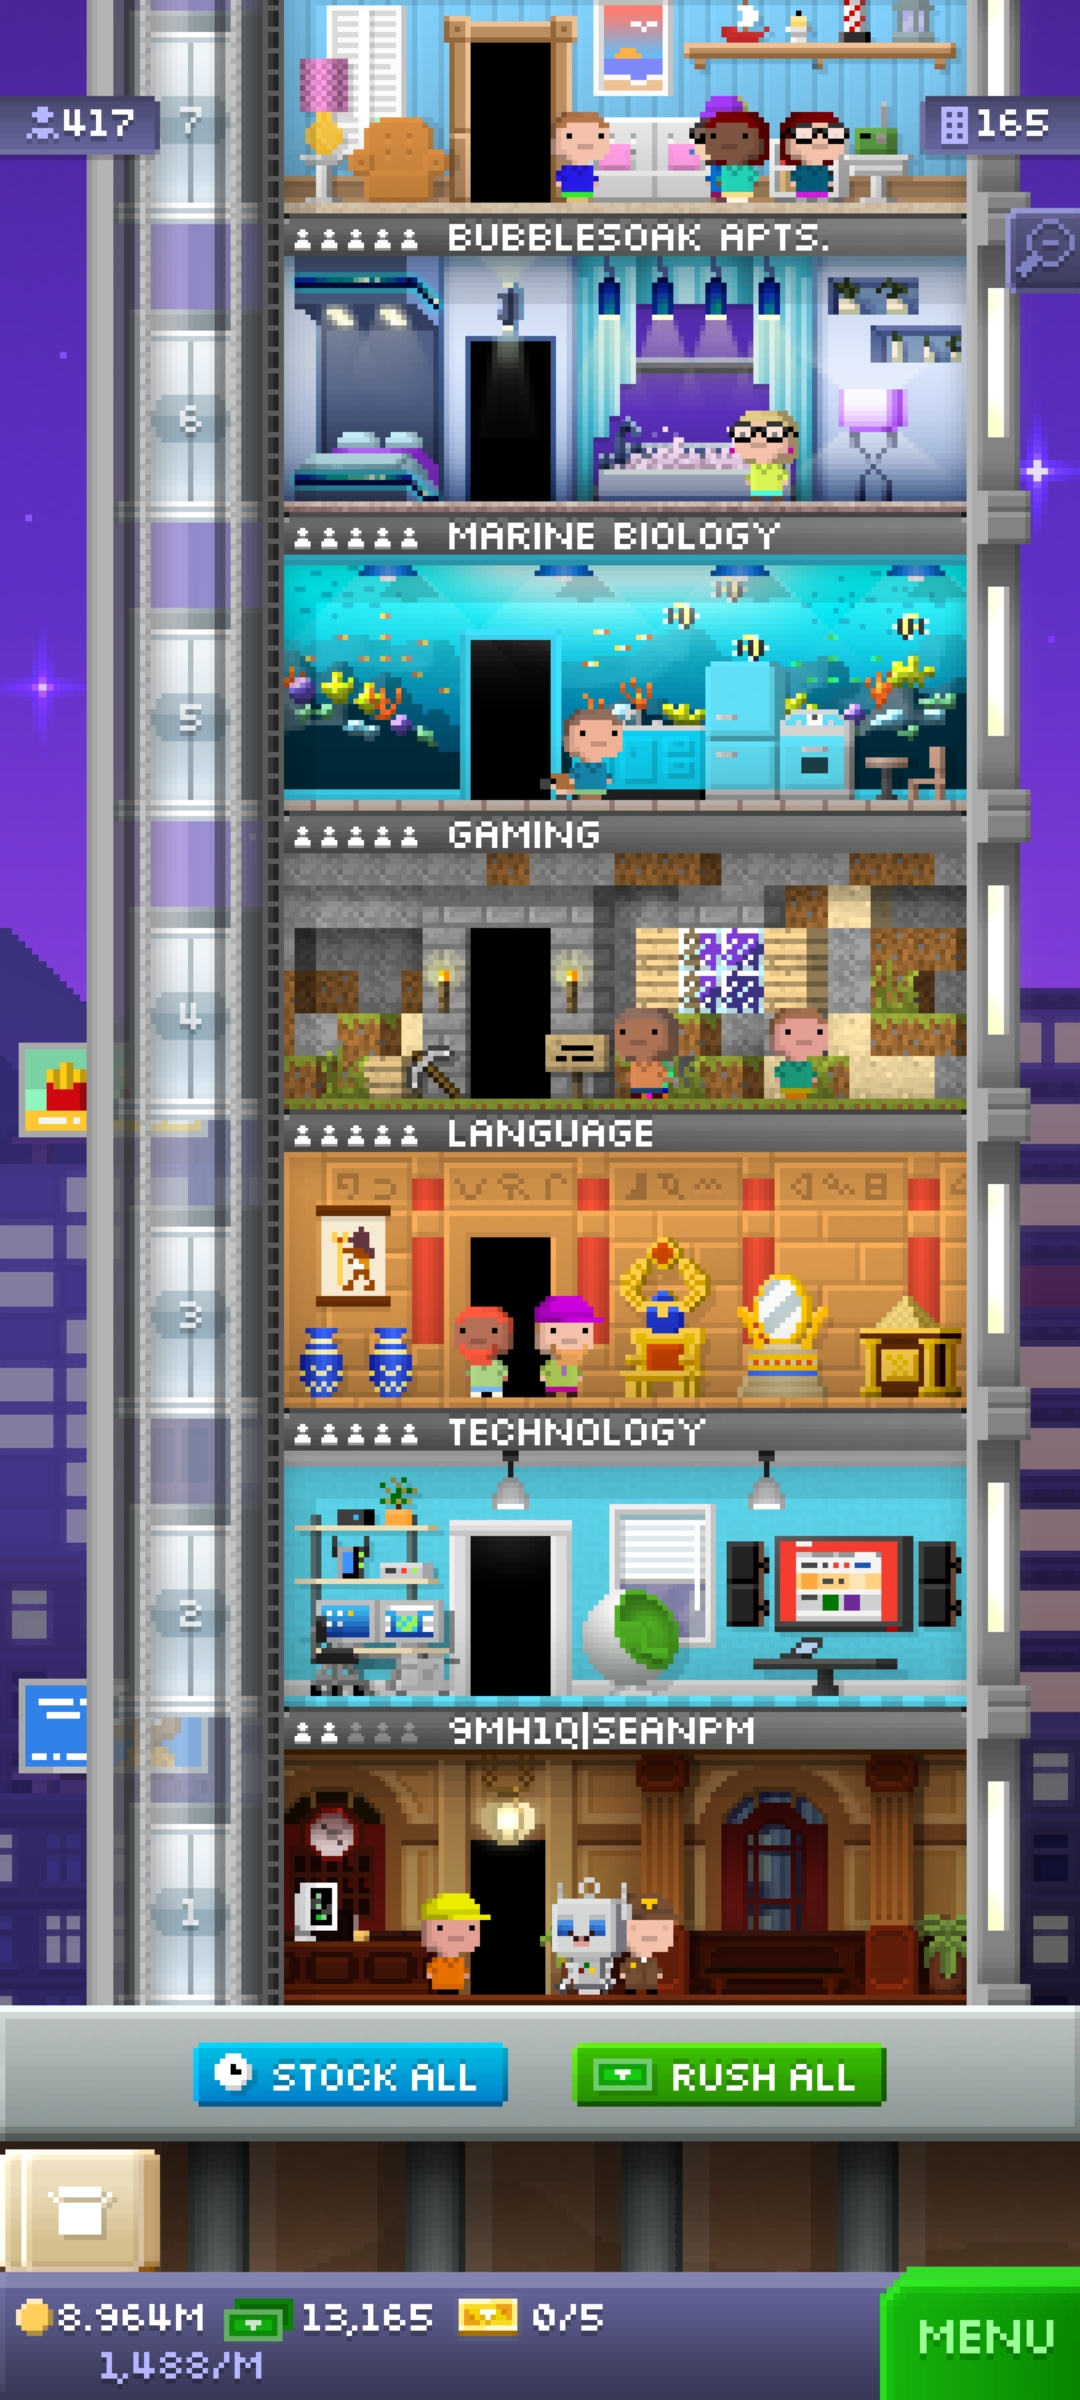 417
7
165
BUBBLESOAK APTS.
6
MARINE BIOLOGY
5
GAMING
4
LANGUAGE
3
TECHNOLOGY
2
9MH1Q|SEANPM
1
STOCK ALL
RUSH ALL
8.964M
13,165
0/5
1,488/M
MENU